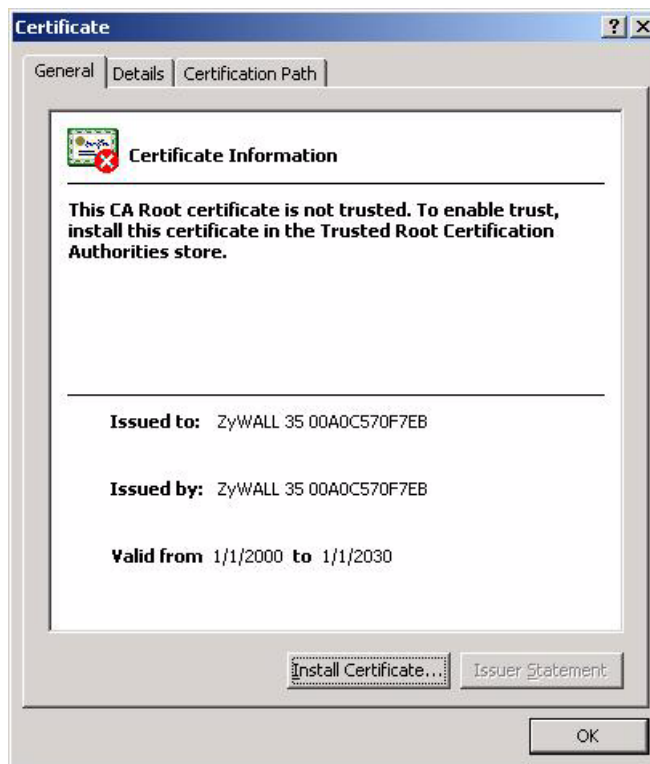 Certificate
General Details Certification Path
Certificate Information
This CA Root certificate is not trusted. To enable trust,
install this certificate in the Trusted Root Certification
Authorities store.
Issued to: ZyWALL 35 00A0C570F7EB
Issued by: ZyWALL 35 00A0C570F7EB
Valid from 1/1/2000 to 1/1/2030
Install Certificate... Issuer Statement
OK